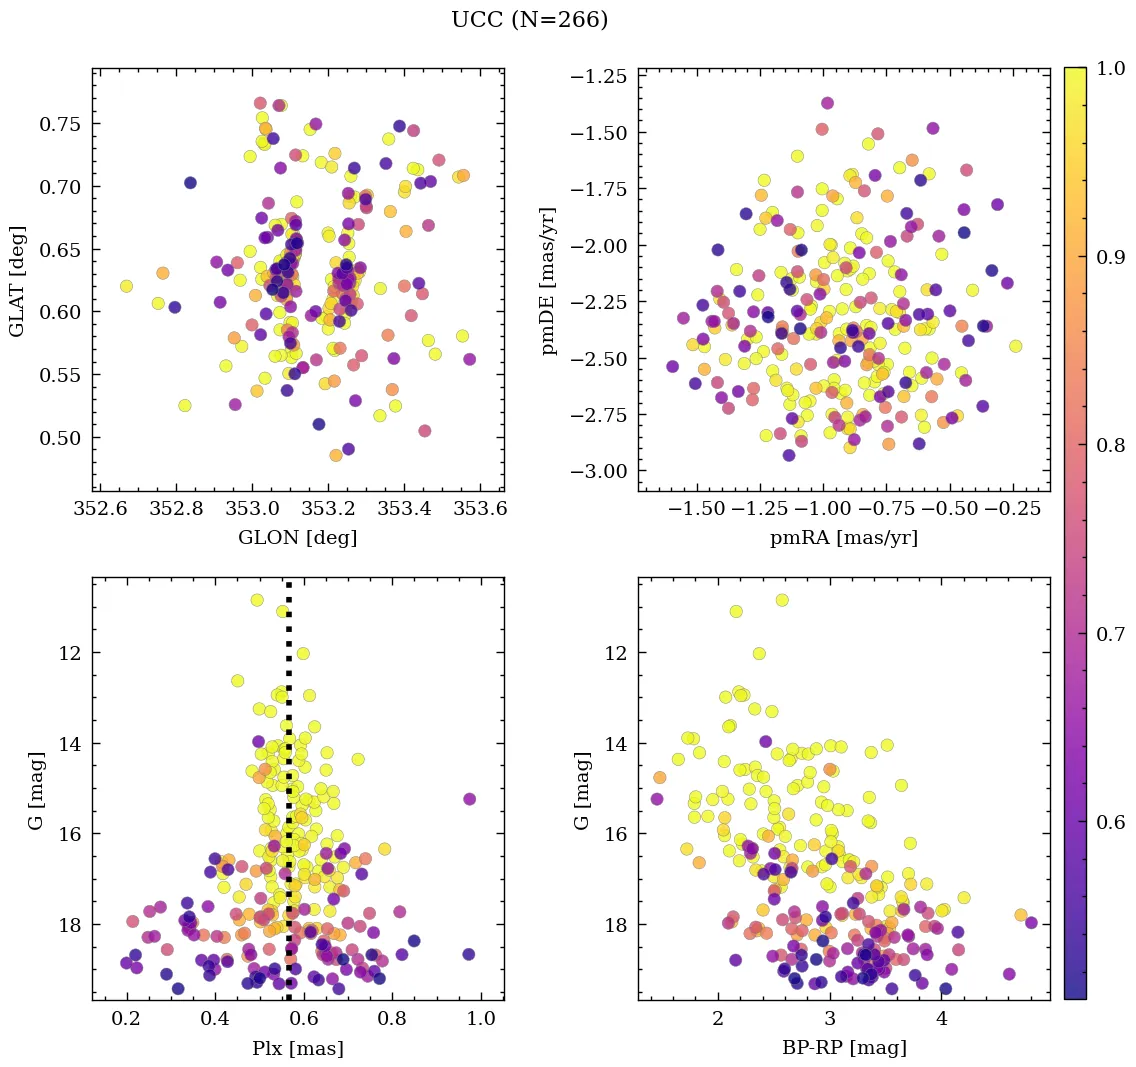 UCC (N=266)
0.75
0.70
0.65
0.60
0.55
0.50
GLAT [deg]
352.6 352.8 353.0 353.2 353.4 353.6
GLON [deg]
−1.25
−1.50
−1.75
−2.00
−2.25
−2.50
−2.75
−3.00
pmDE [mas/yr]
−1.50 −1.25 −1.00 −0.75 −0.50 −0.25
pmRA [mas/yr]
12
14
16
18
G [mag]
0.2 0.4 0.6 0.8 1.0
Plx [mas]
12
14
16
18
G [mag]
2 3 4
BP-RP [mag]
1.0
0.9
0.8
0.7
0.6